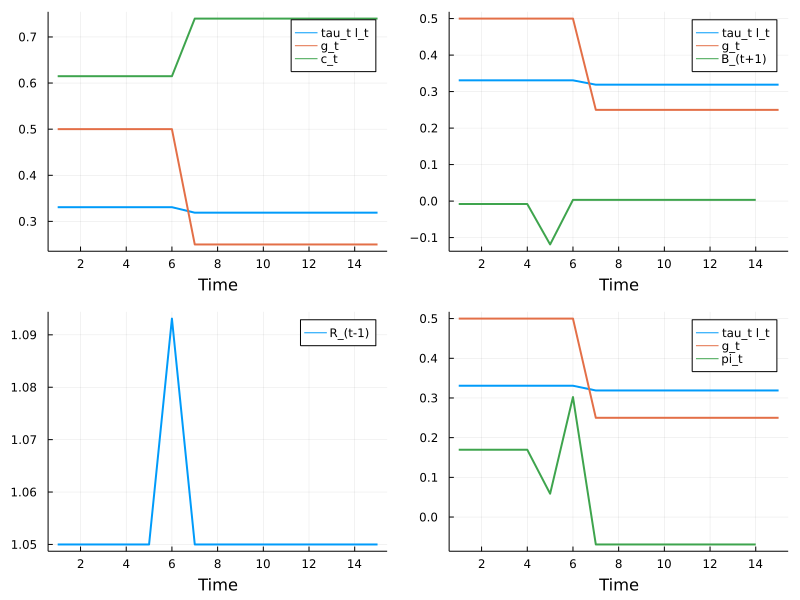 0.7
0.6
0.5
0.4
0.3
tau_t l_t
g_t
c_t
2 4 6 8 10 12 14
Time
0.5
0.4
0.3
0.2
0.1
0.0
−0.1
tau_t l_t
g_t
B_(t+1)
2 4 6 8 10 12 14
Time
1.09
1.08
1.07
1.06
1.05
R_(t-1)
2 4 6 8 10 12 14
Time
0.5
0.4
0.3
0.2
0.1
0.0
tau_t l_t
g_t
pi_t
2 4 6 8 10 12 14
Time